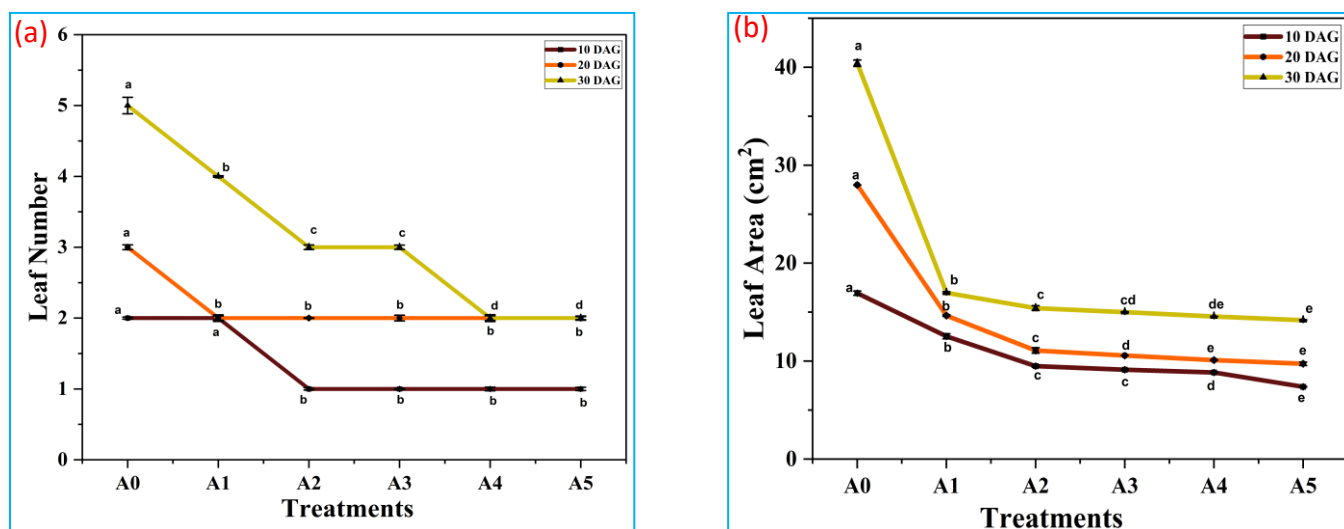 (a)
6
5
4
3
2
1
0
Leaf Number
10 DAG
20 DAG
30 DAG
a
b
c
c
d
d
a
b
b
b
b
b
a
a
b
b
b
b
A0 A1 A2 A3 A4 A5
Treatments
(b)
40
30
20
10
0
Leaf Area (cm²)
10 DAG
20 DAG
30 DAG
a
b
c
cd
de
e
a
b
c
d
e
e
a
b
c
c
d
e
A0 A1 A2 A3 A4 A5
Treatments